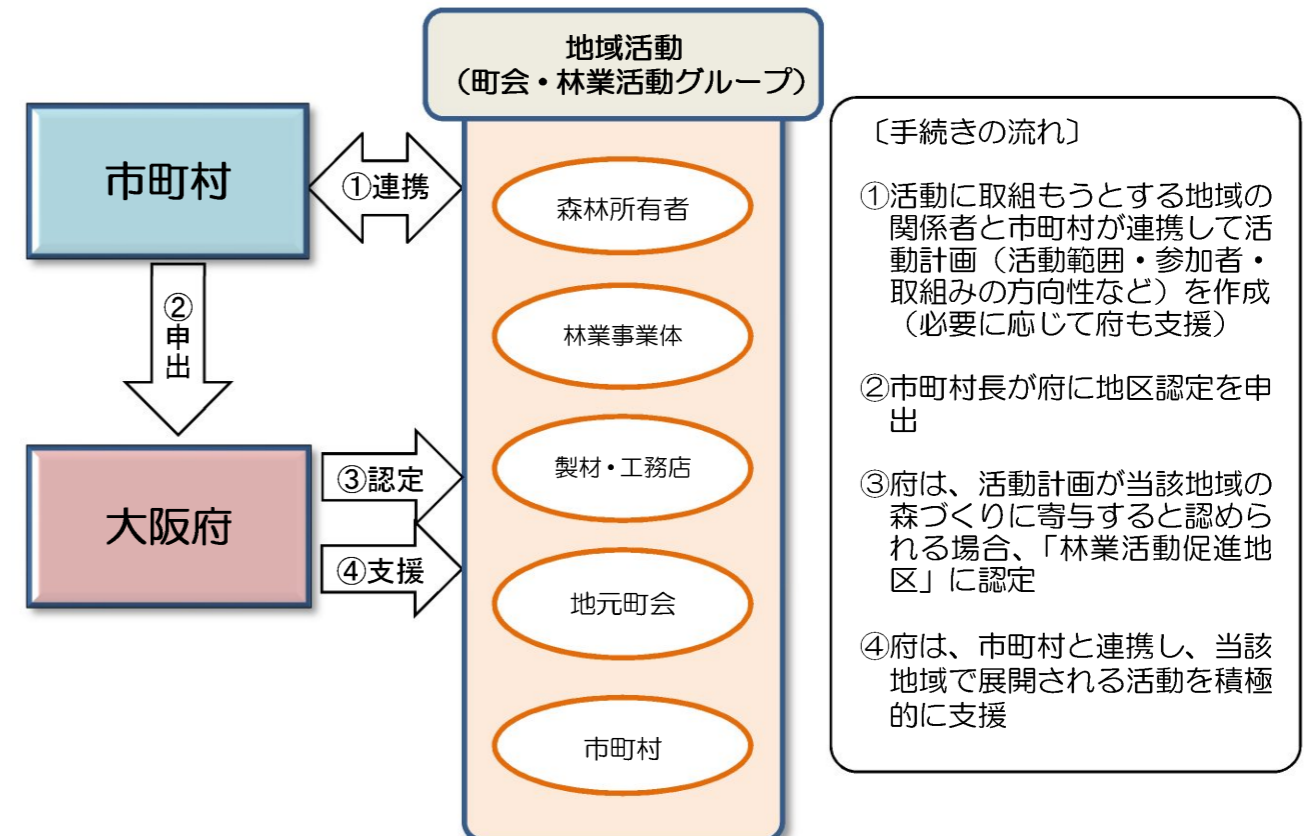 地域活動
（町会・林業活動グループ）
市町村
①連携
②
申
出
大阪府
③認定
④支援
森林所有者
林業事業体
製材・工務店
地元町会
市町村
〔手続きの流れ〕
①活動に取組もうとする地域の
関係者と市町村が連携して活
動計画（活動範囲・参加者・
取組みの方向性など）を作成
（必要に応じて府も支援）
②市町村長が府に地区認定を申
出
③府は、活動計画が当該地域の
森づくりに寄与すると認めら
れる場合、「林業活動促進地
区」に認定
④府は、市町村と連携し、当該
地域で展開される活動を積極
的に支援